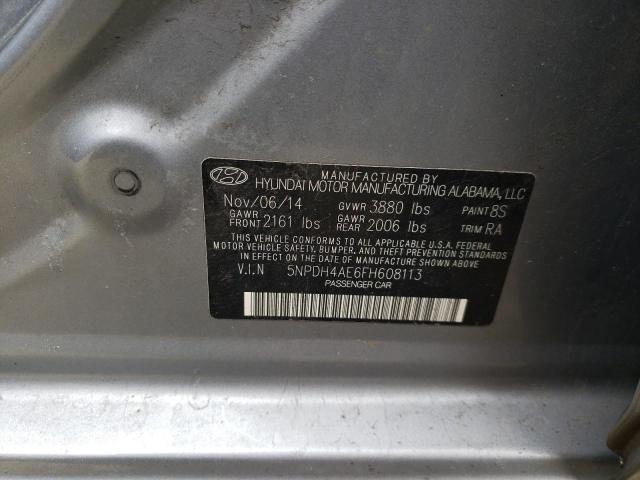 MANUFACTURED BY
HYUNDAI MOTOR MANUFACTURING ALABAMA, LLC
Nov/06/14 GVWR 3880 lbs PAINT 8S
GAWR FRONT 2161 lbs GAWR REAR 2006 lbs TRIM RA
THIS VEHICLE CONFORMS TO ALL APPLICABLE U.S.A. FEDERAL
MOTOR VEHICLE SAFETY, BUMPER, AND THEFT PREVENTION STANDARDS
IN EFFECT ON THE DATE OF MANUFACTURE SHOWN ABOVE.
V.I.N 5NPDH4AE6FH608113
PASSENGER CAR